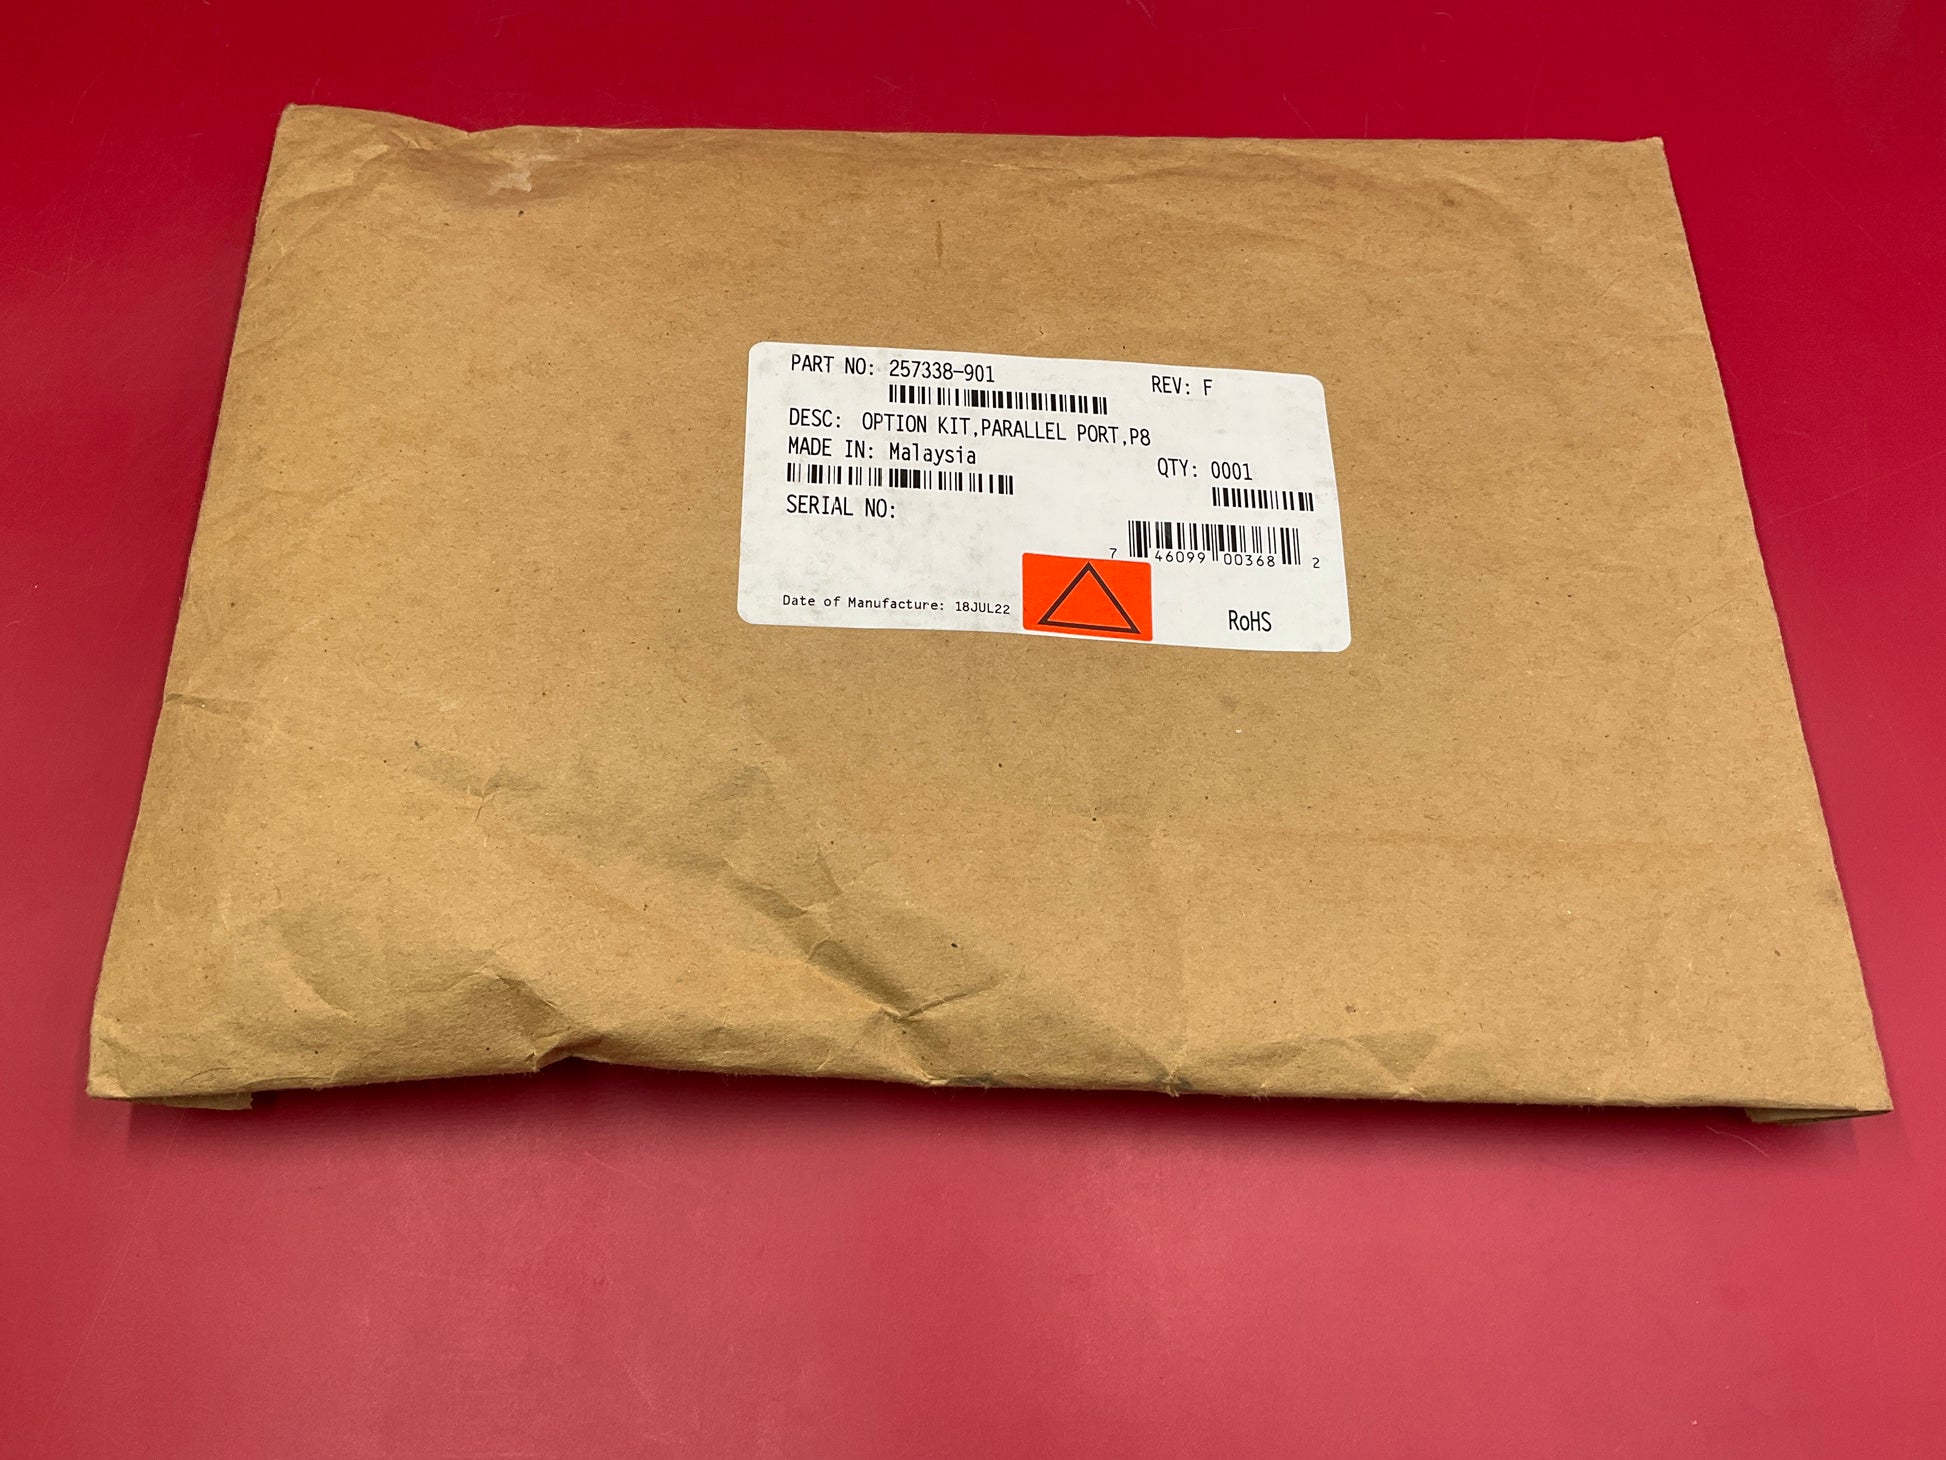 PART NO: 257338-901 REV: F
DESC: OPTION KIT,PARALLEL PORT,P8
MADE IN: Malaysia QTY: 0001
SERIAL NO:
7 46099 00368 2
Date of Manufacture: 18JUL22
RoHS